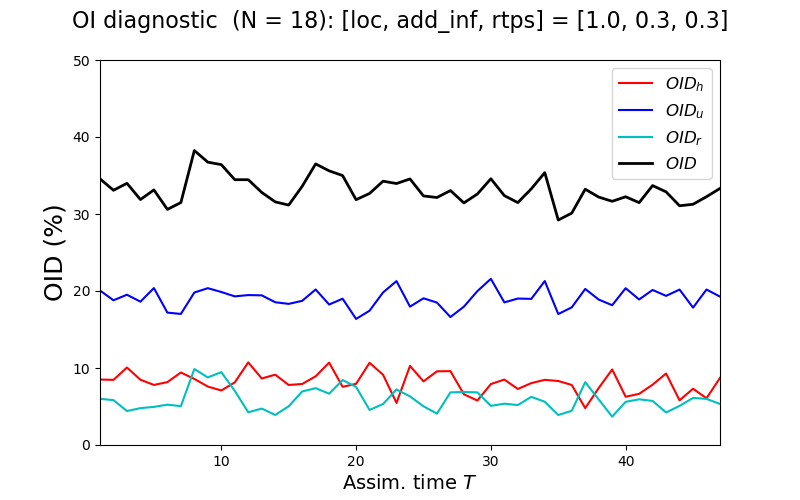 OI diagnostic (N = 18): [loc, add_inf, rtps] = [1.0, 0.3, 0.3]
50
40
30
20
10
0
OID (%)
OID_h
OID_u
OID_r
OID
10 20 30 40
Assim. time T